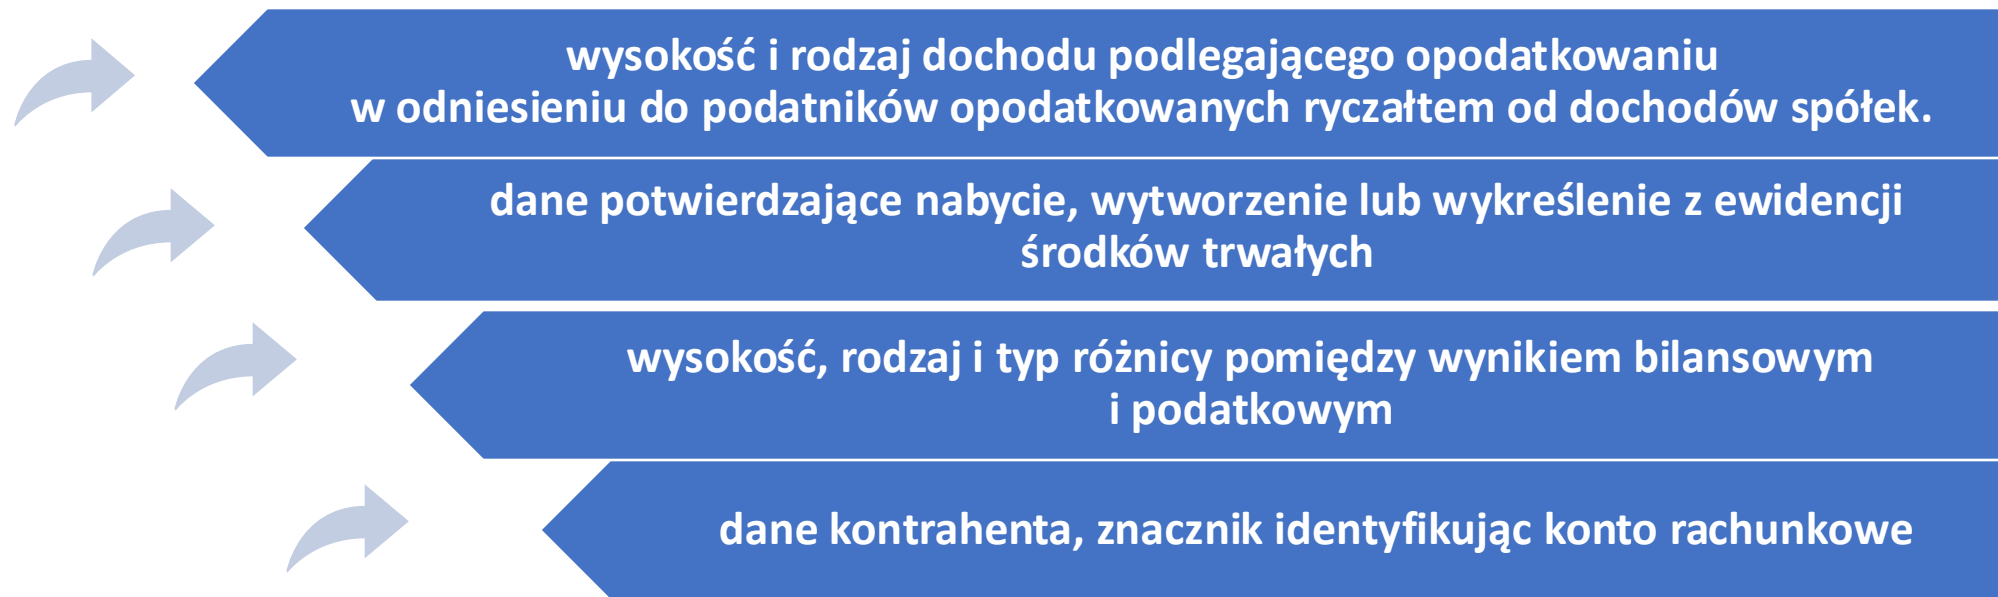 wysokość i rodzaj dochodu podlegającego opodatkowaniu
w odniesieniu do podatników opodatkowanych ryczałtem od dochodów spółek.
dane potwierdzające nabycie, wytworzenie lub wykreślenie z ewidencji
środków trwałych
wysokość, rodzaj i typ różnicy pomiędzy wynikiem bilansowym
i podatkowym
dane kontrahenta, znacznik identyfikując konto rachunkowe